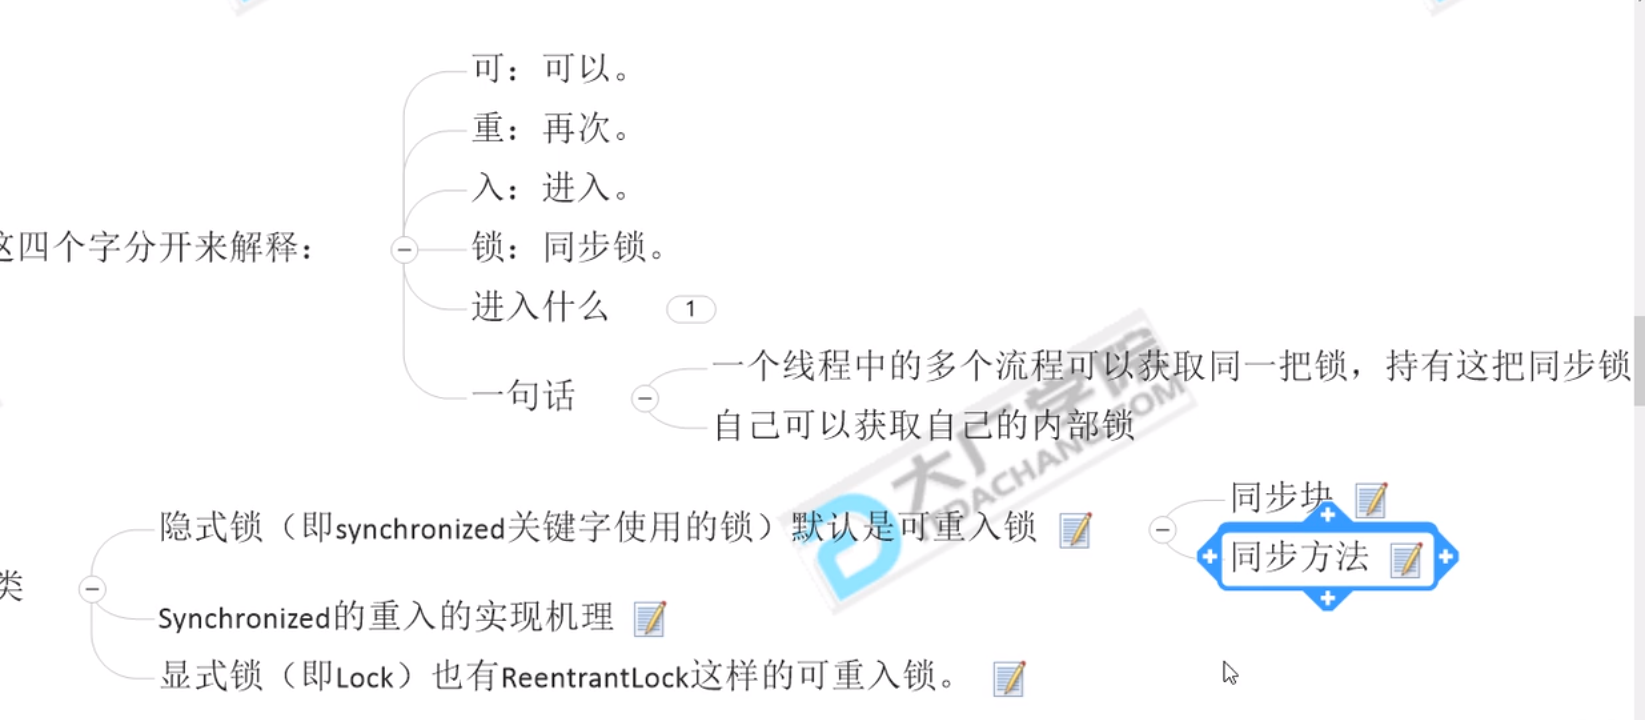 可：可以。
重：再次。
入：进入。
这四个字分开来解释：
锁：同步锁。
进入什么 1
一句话
一个线程中的多个流程可以获取同一把锁，持有这把同步锁
自己可以获取自己的内部锁
大厂学院
ITDACHANG.COM
类
隐式锁（即synchronized关键字使用的锁）默认是可重入锁
同步块
同步方法
Synchronized的重入的实现机理
显式锁（即Lock）也有ReentrantLock这样的可重入锁。